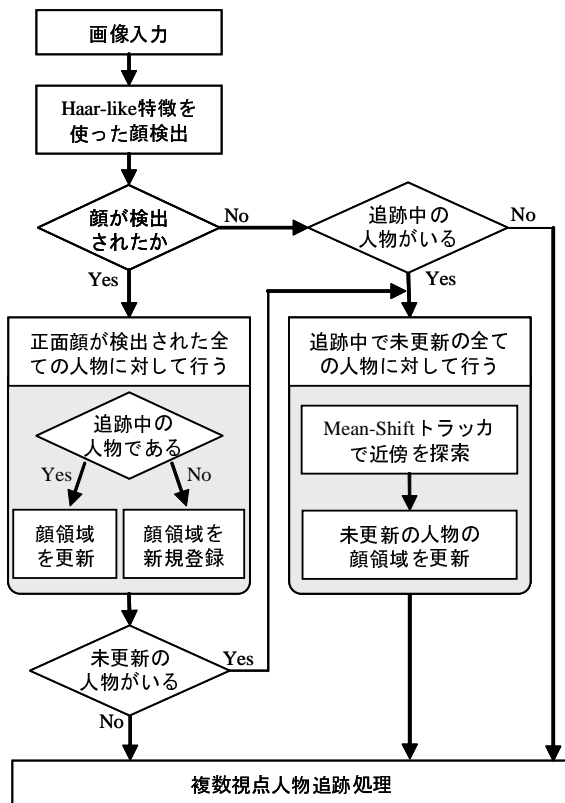 画像入力
Haar-like特徴を
使った顔検出
顔が検出
されたか
No
Yes
追跡中の
人物がいる
No
Yes
正面顔が検出された全
ての人物に対して行う
追跡中の
人物である
Yes
No
顔領域
を更新
顔領域を
新規登録
未更新の
人物がいる
Yes
No
追跡中で未更新の全て
の人物に対して行う
Mean-Shiftトラッカ
で近傍を探索
未更新の人物の
顔領域を更新
複数視点人物追跡処理